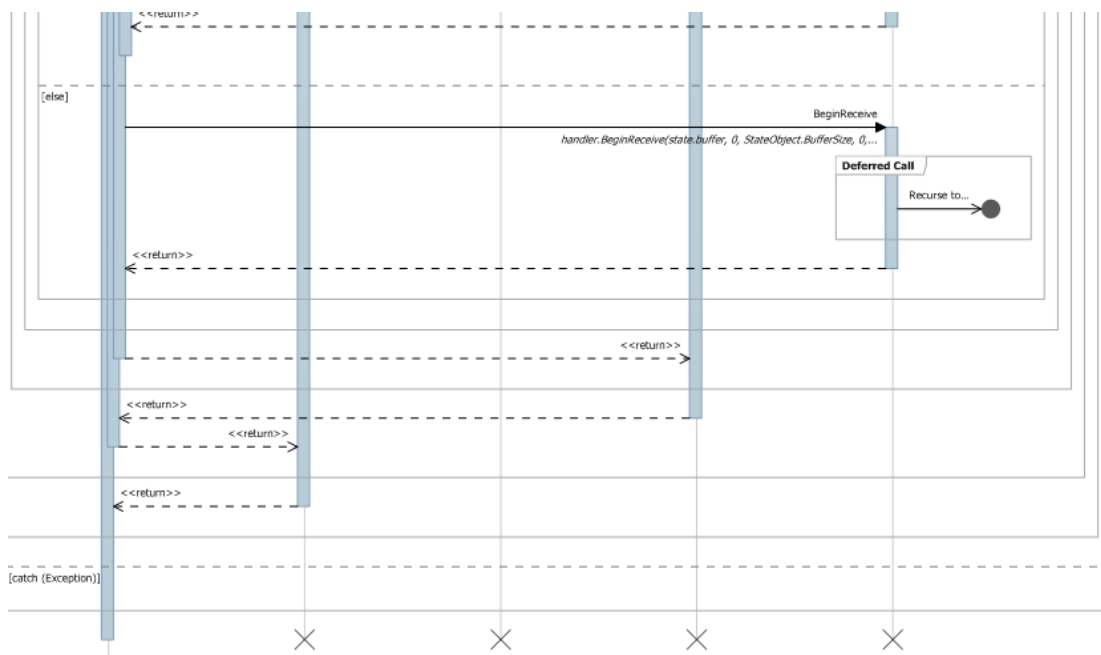 <<return>>
[else]
BeginReceive
handler.BeginReceive(state.buffer, 0, StateObject.BufferSize, 0,...
Deferred Call
Recurse to...
<<return>>
<<return>>
<<return>>
<<return>>
<<return>>
[catch (Exception)]